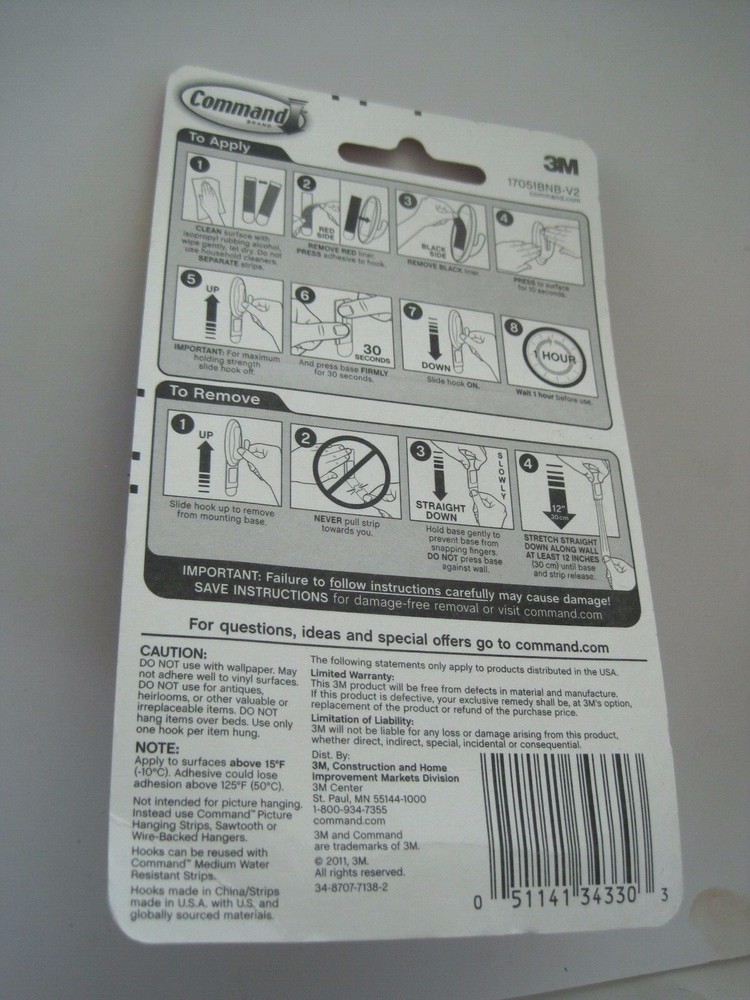 Command
BRAND
3M
17051BNB-V2
command.com
To Apply
1
CLEAN surface with
isopropyl rubbing alcohol,
wipe gently, let dry. Do not
use household cleaners.
SEPARATE strips.
2
RED
SIDE
REMOVE RED liner.
PRESS adhesive to hook.
3
BLACK
SIDE
REMOVE BLACK liner.
4
PRESS to surface
for 10 seconds.
5
UP
IMPORTANT: For maximum
holding strength
slide hook off.
6
30
SECONDS
And press base FIRMLY
for 30 seconds.
7
DOWN
Slide hook ON.
8
1 HOUR
Wait 1 hour before use.
To Remove
1
UP
Slide hook up to remove
from mounting base.
2
NEVER pull strip
towards you.
3
SLOWLY
STRAIGHT
DOWN
Hold base gently to
prevent base from
snapping fingers.
DO NOT press base
against wall.
4
12"
30cm
STRETCH STRAIGHT
DOWN ALONG WALL
AT LEAST 12 INCHES
(30 cm) until base
and strip release.
IMPORTANT: Failure to follow instructions carefully may cause damage!
SAVE INSTRUCTIONS for damage-free removal or visit command.com
For questions, ideas and special offers go to command.com
CAUTION:
DO NOT use with wallpaper. May
not adhere well to vinyl surfaces.
DO NOT use for antiques,
heirlooms, or other valuable or
irreplaceable items. DO NOT
hang items over beds. Use only
one hook per item hung.
NOTE:
Apply to surfaces above 15°F
(-10°C). Adhesive could lose
adhesion above 125°F (50°C).
Not intended for picture hanging.
Instead use Command™ Picture
Hanging Strips, Sawtooth or
Wire-Backed Hangers.
Hooks can be reused with
Command™ Medium Water
Resistant Strips.
Hooks made in China/Strips
made in U.S.A. with U.S. and
globally sourced materials.
The following statements only apply to products distributed in the USA.
Limited Warranty:
This 3M product will be free from defects in material and manufacture.
If this product is defective, your exclusive remedy shall be, at 3M's option,
replacement of the product or refund of the purchase price.
Limitation of Liability:
3M will not be liable for any loss or damage arising from this product,
whether direct, indirect, special, incidental or consequential.
Dist. By:
3M, Construction and Home
Improvement Markets Division
3M Center
St. Paul, MN 55144-1000
1-800-934-7355
command.com
3M and Command
are trademarks of 3M.
© 2011, 3M.
All rights reserved.
34-8707-7138-2
0 51141 34330 3